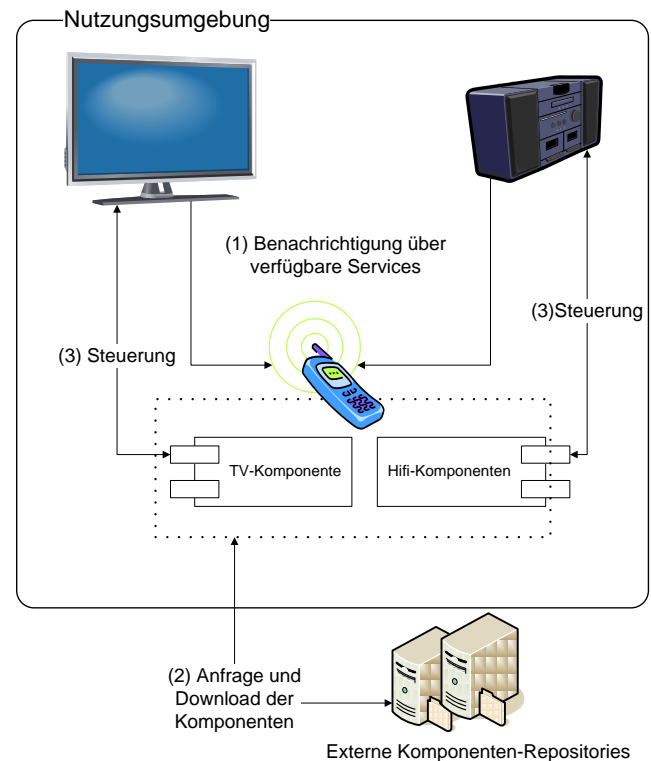 Nutzungsumgebung
(1) Benachrichtigung über
verfügbare Services
(3)Steuerung
(3) Steuerung
TV-Komponente
Hifi-Komponenten
(2) Anfrage und
Download der
Komponenten
Externe Komponenten-Repositories